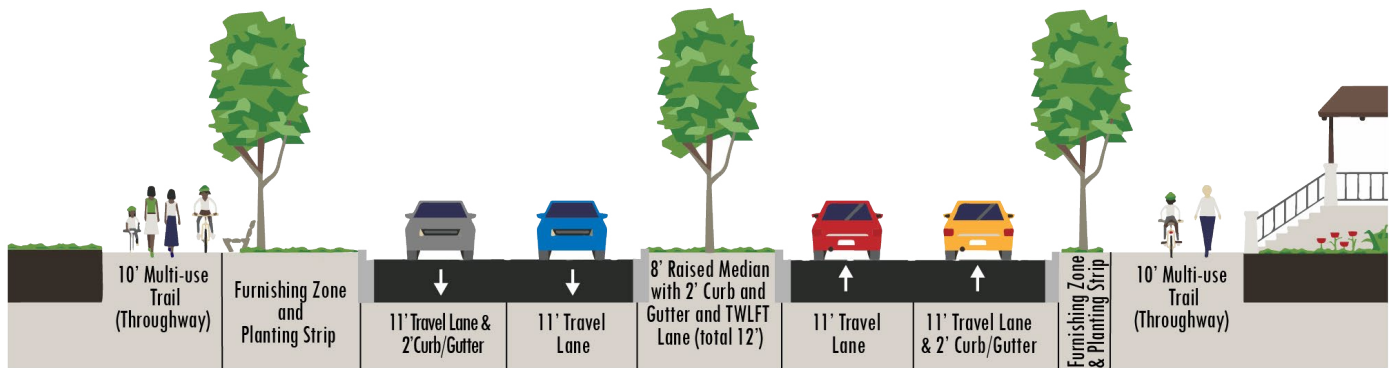 10’ Multi-use
Trail
(Throughway)
Furnishing Zone
and
Planting Strip
11’ Travel Lane &
2’Curb/Gutter
11’ Travel
Lane
8’ Raised Median
with 2’ Curb and
Gutter and TWLFT
Lane (total 12’)
11’ Travel
Lane
11’ Travel Lane
& 2’ Curb/Gutter
Furnishing Zone
& Planting Strip
10’ Multi-use
Trail
(Throughway)